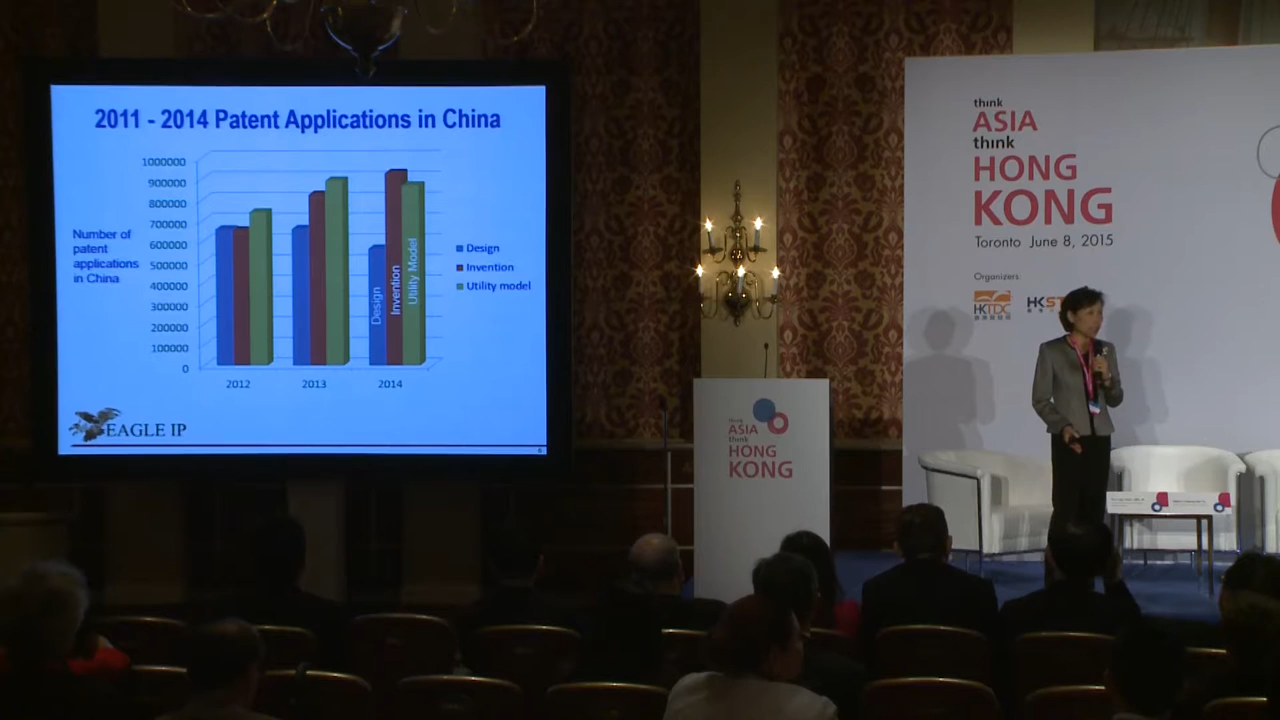 2011 - 2014 Patent Applications in China
1000000
900000
800000
700000
600000
500000
400000
300000
200000
100000
0
Number of
patent
applications
in China
Design
Invention
Utility Model
Design
Invention
Utility model
2012
2013
2014
EAGLE IP
think
ASIA
think
HONG
KONG
Toronto June 8, 2015
Organizers:
HKTDC
HKST
think
ASIA
think
HONG
KONG